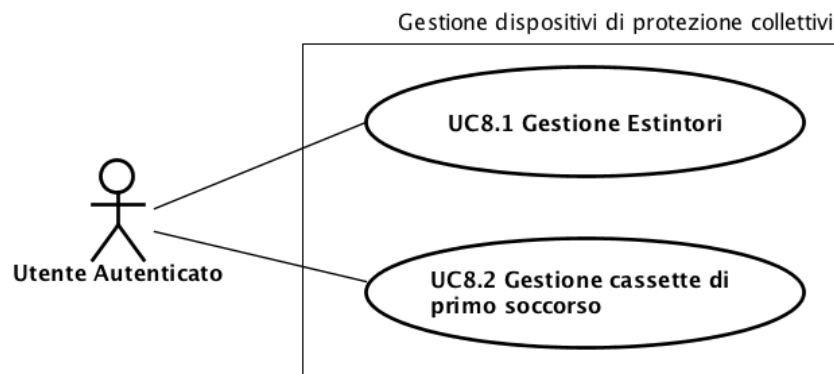 Gestione dispositivi di protezione collettivi
UC8.1 Gestione Estintori
Utente Autenticato
UC8.2 Gestione cassette di
primo soccorso